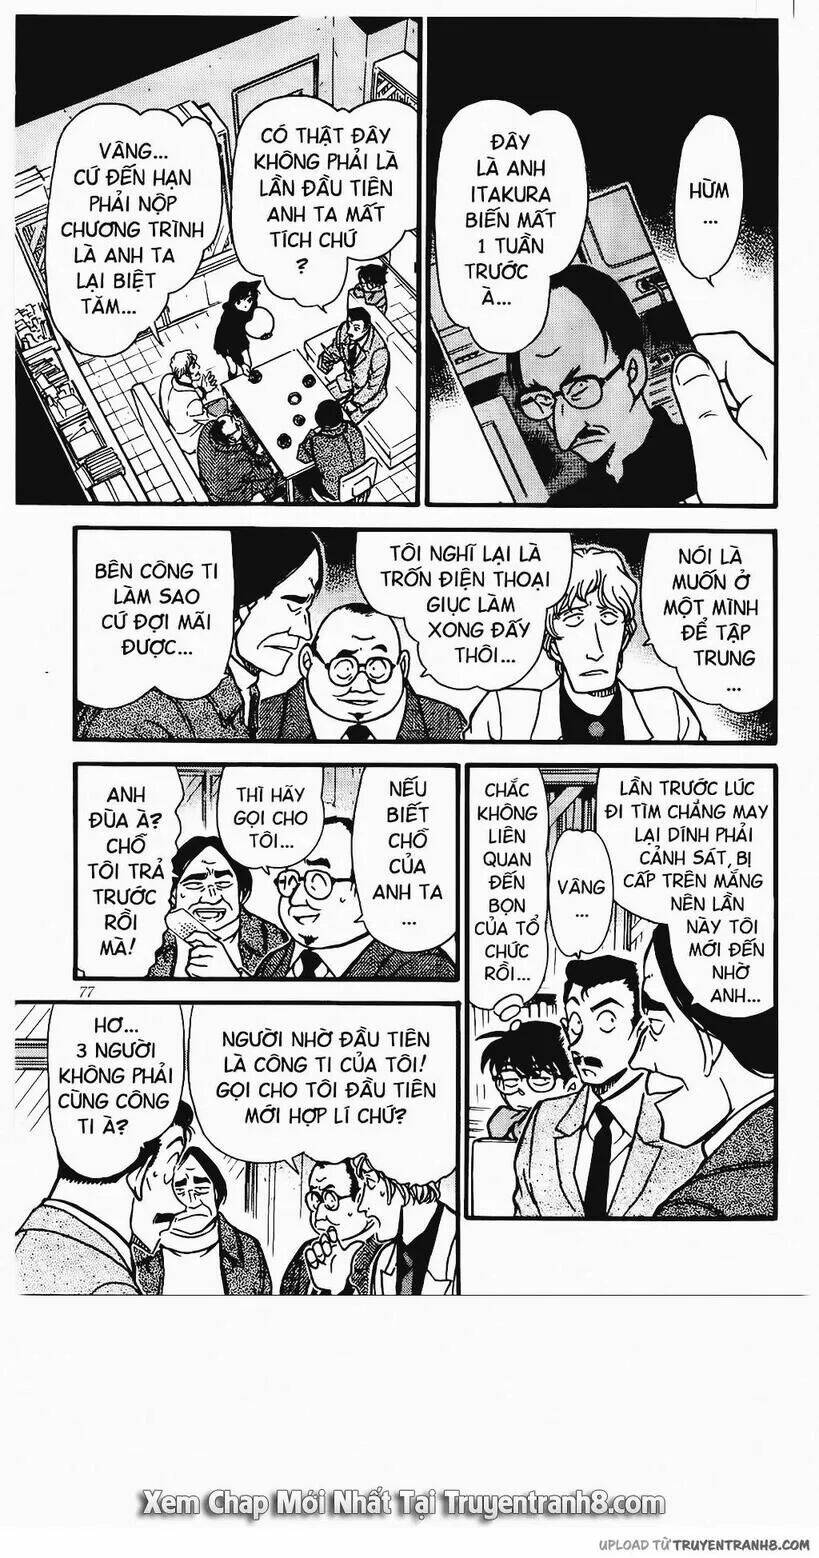 HỪM
...
ĐÂY
LÀ ANH
ITAKURA
BIẾN MẤT
1 TUẦN
TRƯỚC
À...
CÓ THẬT ĐÂY
KHÔNG PHẢI LÀ
LẦN ĐẦU TIÊN
ANH TA MẤT
TÍCH CHỨ
?
VÂNG...
CỨ ĐẾN HẠN
PHẢI NỘP
CHƯƠNG TRÌNH
LÀ ANH TA
LẠI BIỆT
TĂM...
NÓI LÀ
MUỐN Ở
MỘT MÌNH
ĐỂ TẬP
TRUNG
...
TÔI NGHĨ LẠI LÀ
TRỐN ĐIỆN THOẠI
GIỤC LÀM
XONG ĐẤY
THÔI...
BÊN CÔNG TI
LÀM SAO
CỨ ĐỢI MÃI
ĐƯỢC...
LẦN TRƯỚC LÚC
ĐI TÌM CHẲNG MAY
LẠI DÍNH PHẢI
CẢNH SÁT, BỊ
CẤP TRÊN MẮNG
NÊN LẦN
NÀY TÔI
MỚI ĐẾN
NHỜ
ANH...
VÂNG
...
CHẮC
KHÔNG
LIÊN
QUAN
ĐẾN
BỌN
CỦA TỔ
CHỨC
RỒI...
NẾU
BIẾT
CHỖ
CỦA
ANH TA
...
THÌ HÃY
GỌI CHO
TÔI...
ANH
ĐÙA À?
CHỖ
TÔI TRẢ
TRƯỚC
RỒI
MÀ!
77
NGƯỜI NHỜ ĐẦU TIÊN
LÀ CÔNG TI CỦA TÔI!
GỌI CHO TÔI ĐẦU TIÊN
MỚI HỢP LÍ CHỨ?
HƠ...
3 NGƯỜI
KHÔNG PHẢI
CÙNG CÔNG
TI À?
Xem Chap Mới Nhất Tại Truyentranh8.com
UPLOAD TỪ TRUYENTRANH8.COM